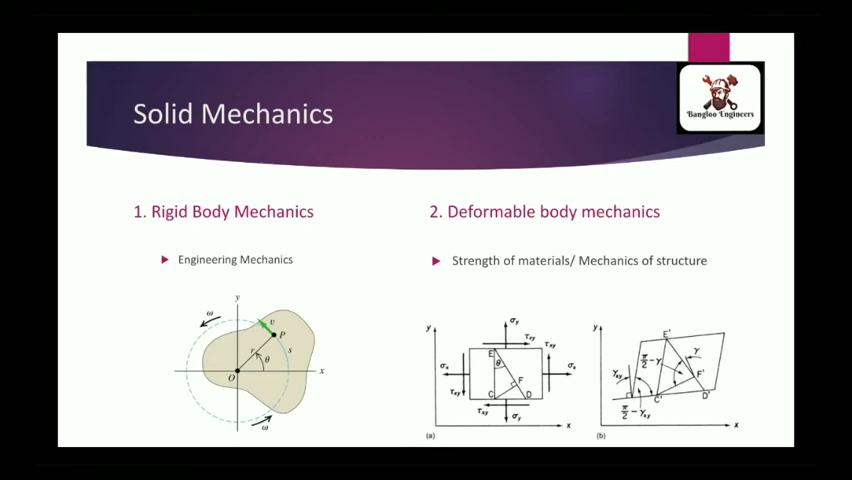 Solid Mechanics
Bangloo Engineers
1. Rigid Body Mechanics
Engineering Mechanics
y
ω
v
P
r
s
θ
O
x
ω
2. Deformable body mechanics
Strength of materials/ Mechanics of structure
y
σy
τxy
τxy
E
θ
σx
σx
F
τxy
C
D
τxy
σy
x
(a)
y
E'
π/2 - γ
γ
γxy
F'
C'
D'
π/2 - γxy
x
(b)